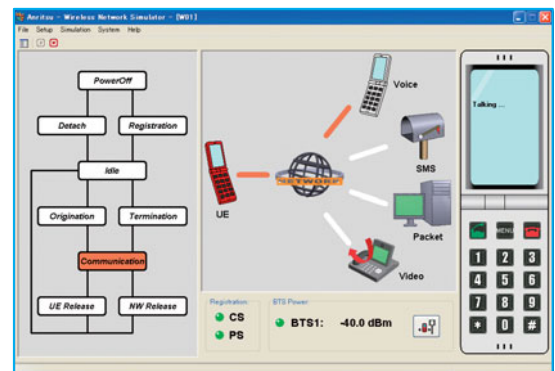 Anritsu - Wireless Network Simulator - [W01]
File Setup Simulation System Help
PowerOff
Detach Registration
Idle
Origination Termination
Communication
UE Release NW Release
Voice
SMS
NETWORK
UE
Packet
Video
Registration
CS
PS
BTS Power
BTS1: -40.0 dBm
Talking ...
MENU
1 2 3
4 5 6
7 8 9
* 0 #